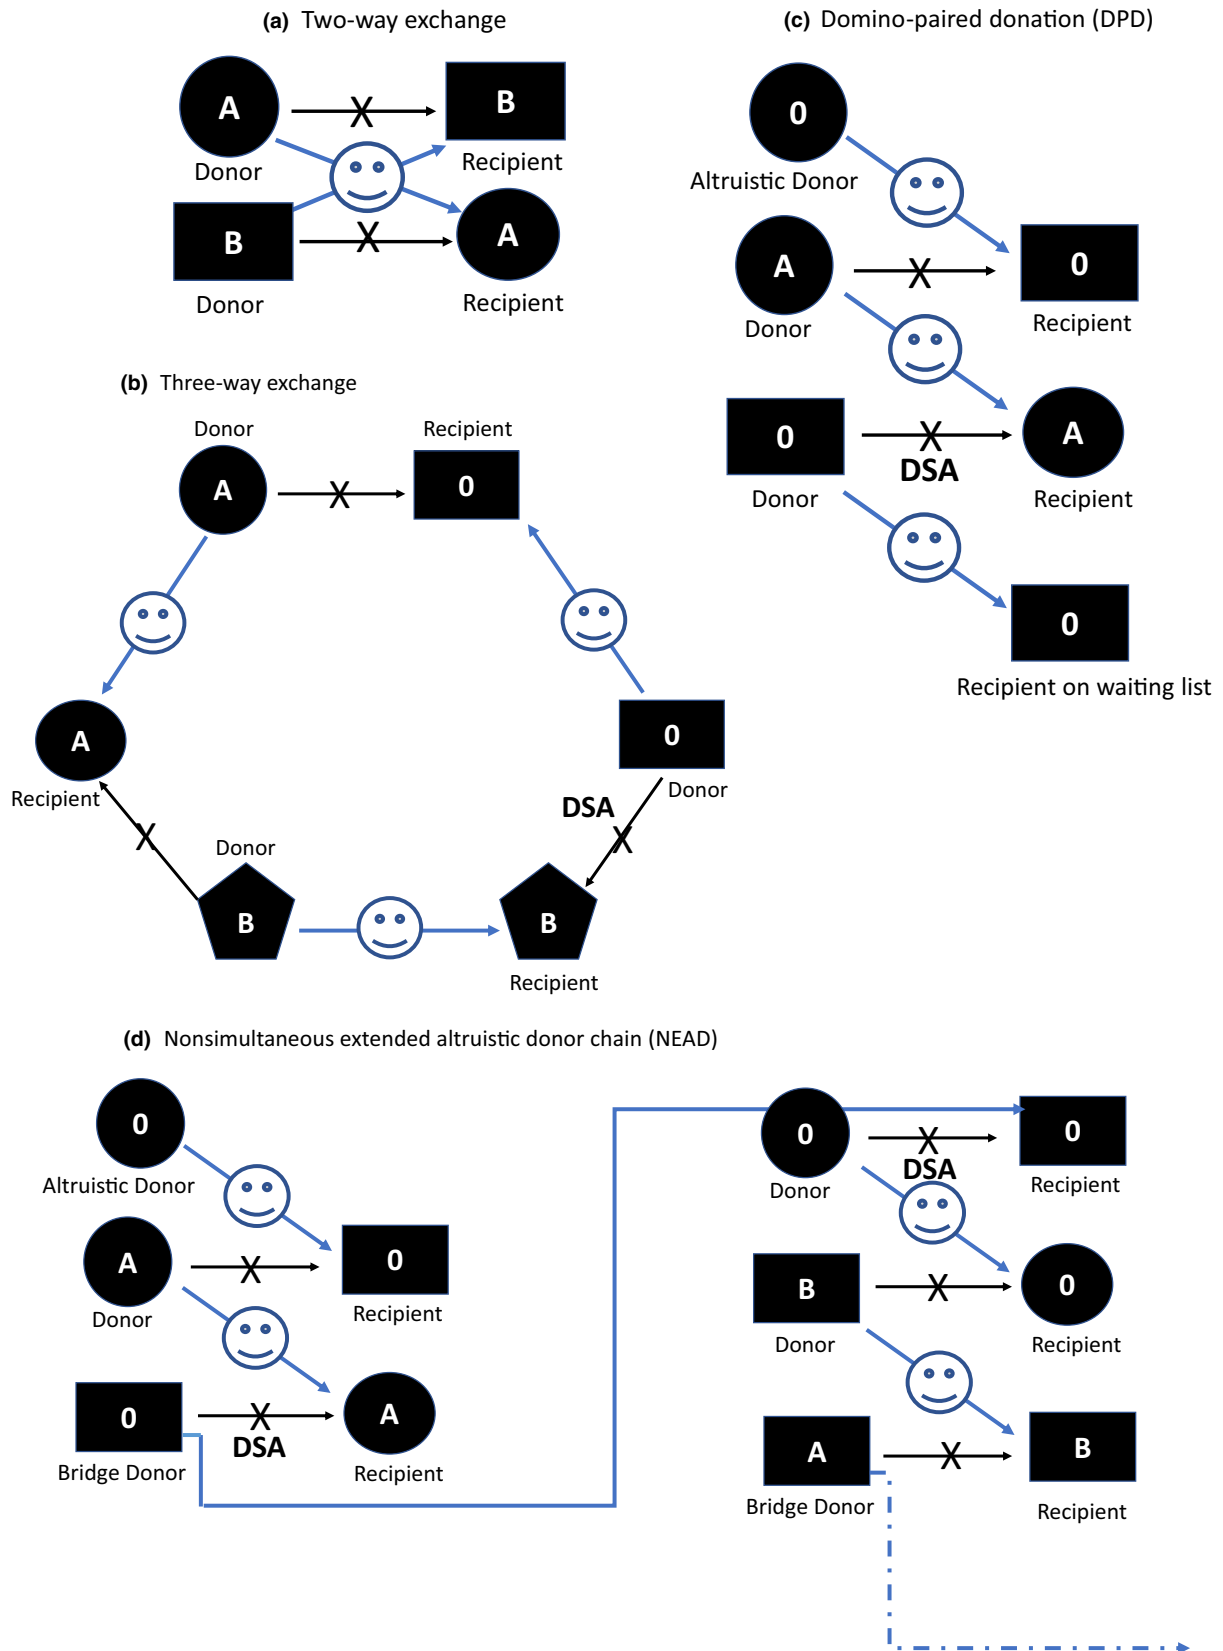 (a) Two-way exchange
A
X
B
Donor
Recipient
B
X
A
Donor
Recipient
(b) Three-way exchange
Donor
Recipient
A
X
0
A
Recipient
0
Donor
DSA
X
X
Donor
B
B
Recipient
(c) Domino-paired donation (DPD)
0
Altruistic Donor
A
X
0
Donor
Recipient
0
X
A
DSA
Donor
Recipient
0
Recipient on waiting list
(d) Nonsimultaneous extended altruistic donor chain (NEAD)
0
Altruistic Donor
A
X
0
Donor
Recipient
0
X
A
DSA
Bridge Donor
Recipient
0
X
0
DSA
Donor
Recipient
B
X
0
Donor
Recipient
A
X
B
Bridge Donor
Recipient